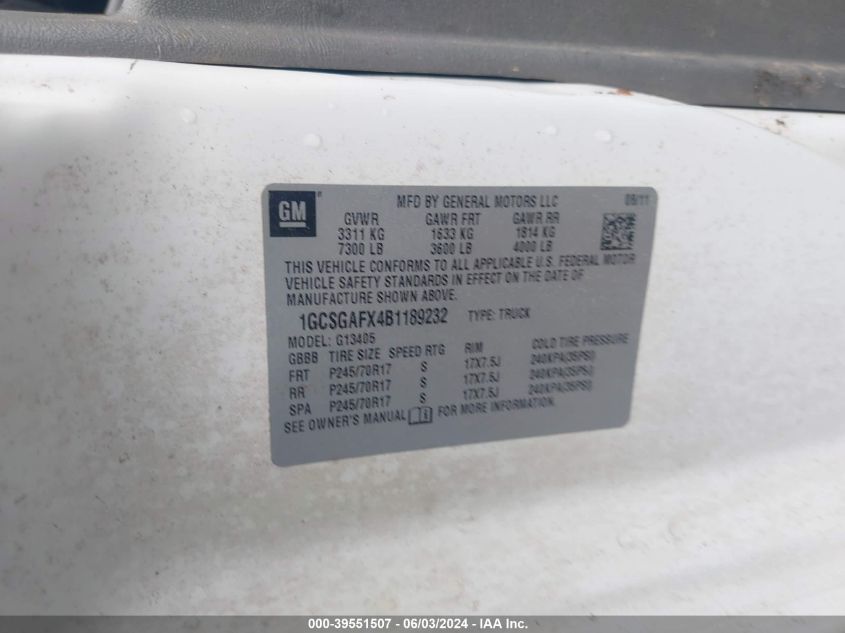 GM
MFD BY GENERAL MOTORS LLC
GVWR GAWR FRT GAWR RR
3311 KG 1633 KG 1814 KG
7300 LB 3600 LB 4000 LB
THIS VEHICLE CONFORMS TO ALL APPLICABLE U.S. FEDERAL MOTOR
VEHICLE SAFETY STANDARDS IN EFFECT ON THE DATE OF
MANUFACTURE SHOWN ABOVE.
1GCSGAFX4B1189232 TYPE: TRUCK
MODEL: G13405
GBBB TIRE SIZE SPEED RTG RIM COLD TIRE PRESSURE
FRT P245/70R17 S 17X7.5J 240KPA(35PSI)
RR P245/70R17 S 17X7.5J 240KPA(35PSI)
SPA P245/70R17 S 17X7.5J 240KPA(35PSI)
SEE OWNER'S MANUAL FOR MORE INFORMATION.
000-39551507 - 06/03/2024 - IAA Inc.